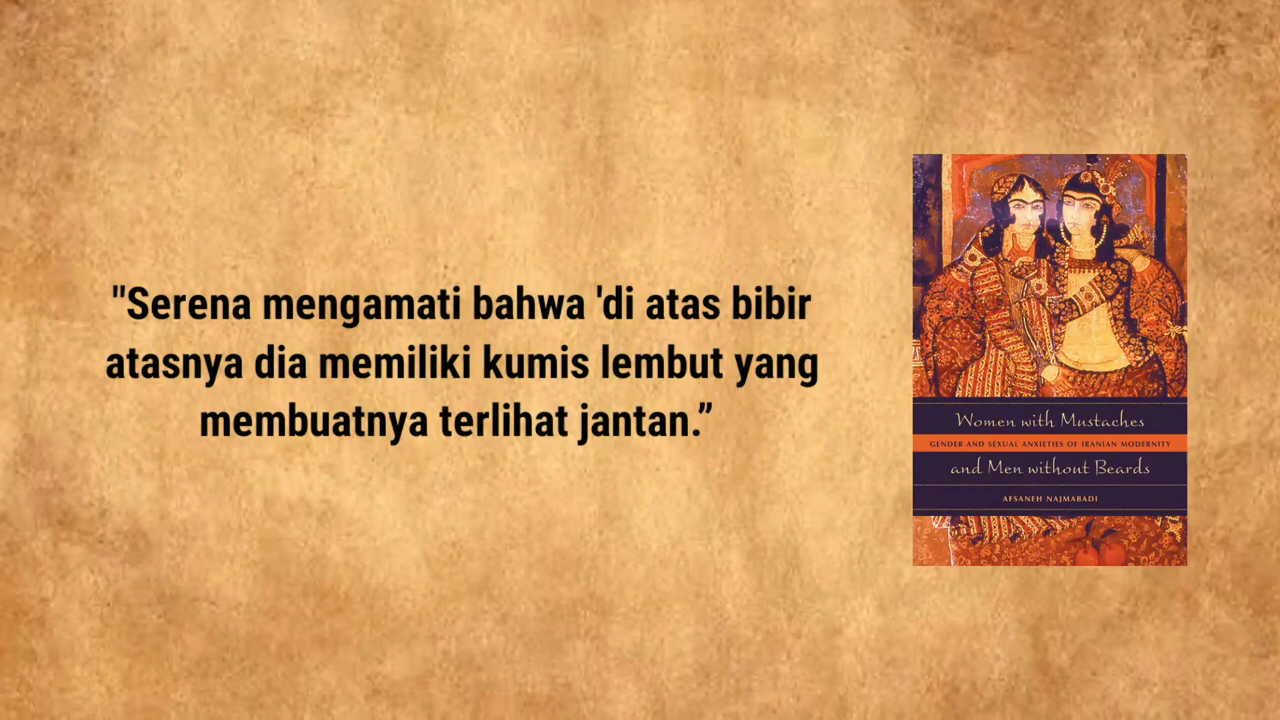 "Serena mengamati bahwa 'di atas bibir
atasnya dia memiliki kumis lembut yang
membuatnya terlihat jantan.”
Women with Mustaches
GENDER AND SEXUAL ANXIETIES OF IRANIAN MODERNITY
and Men without Beards
AFSANEH NAJMABADI